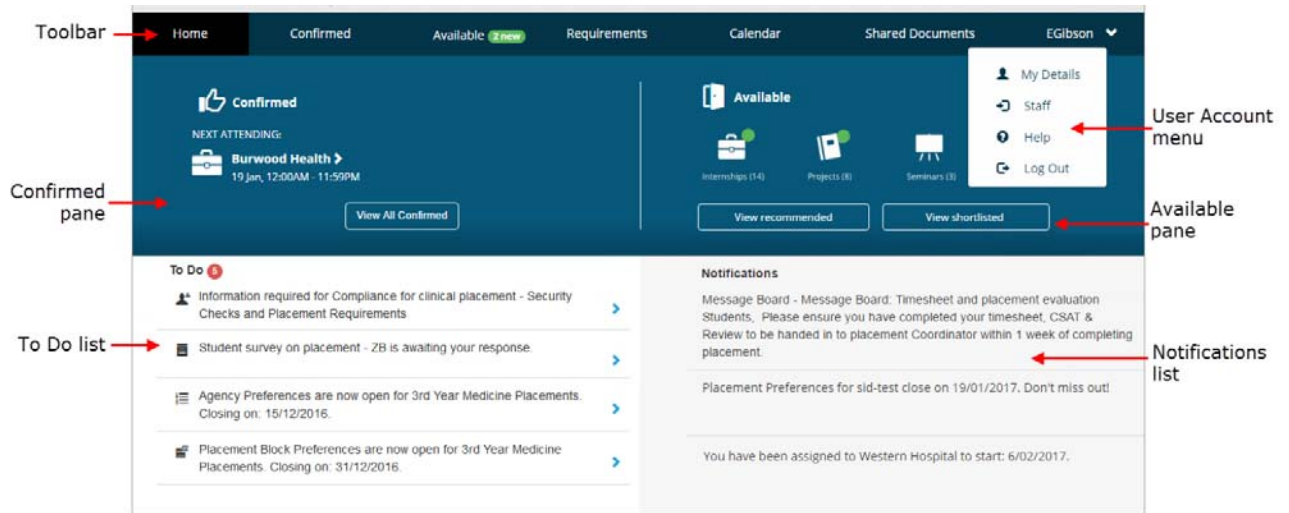 Toolbar
Home Confirmed Available 2 new Requirements Calendar Shared Documents EGibson
My Details
Staff
Help
Log Out
User Account
menu
Confirmed
NEXT ATTENDING:
Burwood Health
19 Jan, 12:00AM - 11:59PM
View All Confirmed
Confirmed
pane
Available
Internships (14) Projects (8) Seminars (3)
View recommended View shortlisted
Available
pane
To Do 5
Information required for Compliance for clinical placement - Security
Checks and Placement Requirements
Student survey on placement - ZB is awaiting your response.
Agency Preferences are now open for 3rd Year Medicine Placements.
Closing on: 15/12/2016.
Placement Block Preferences are now open for 3rd Year Medicine
Placements. Closing on: 31/12/2016.
To Do list
Notifications
Message Board - Message Board: Timesheet and placement evaluation
Students, Please ensure you have completed your timesheet, CSAT &
Review to be handed in to placement Coordinator within 1 week of completing
placement.
Placement Preferences for sid-test close on 19/01/2017. Don't miss out!
You have been assigned to Western Hospital to start: 6/02/2017.
Notifications
list